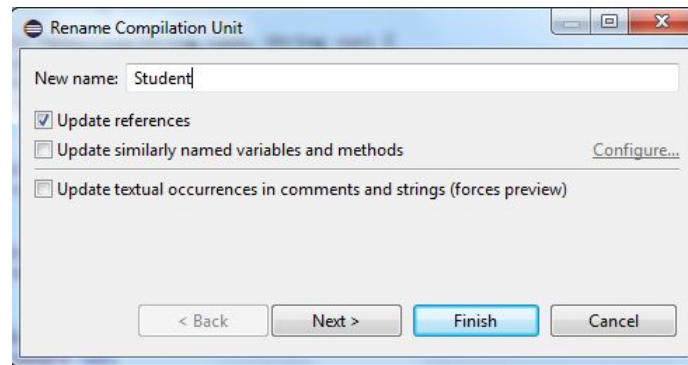 Rename Compilation Unit
New name: Student
Update references
Update similarly named variables and methods Configure...
Update textual occurrences in comments and strings (forces preview)
< Back Next > Finish Cancel